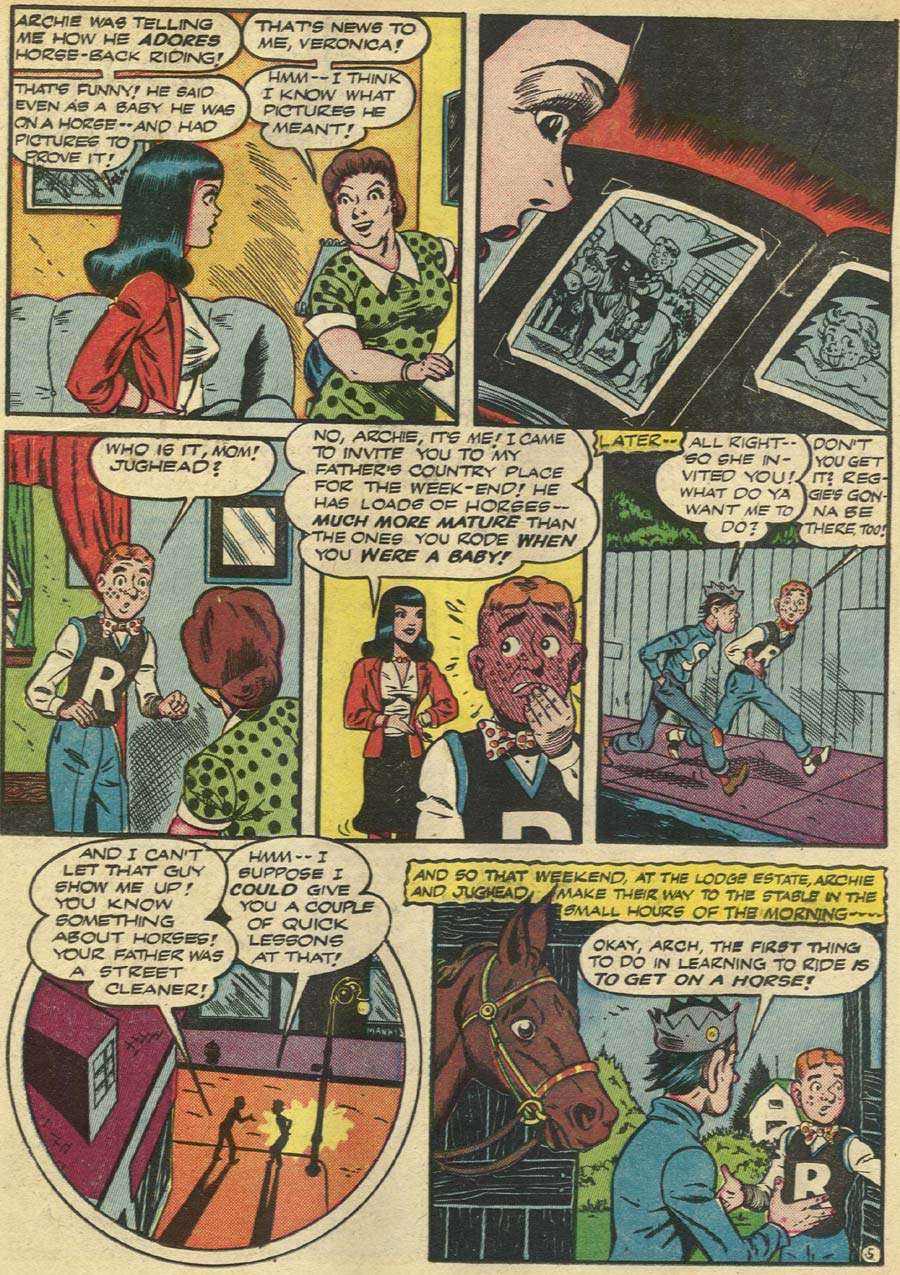 ARCHIE WAS TELLING
ME HOW HE ADORES
HORSE-BACK RIDING!
THAT'S FUNNY! HE SAID
EVEN AS A BABY HE WAS
ON A HORSE--AND HAD
PICTURES TO
PROVE IT!
THAT'S NEWS TO
ME, VERONICA!
HMM--I THINK
I KNOW WHAT
PICTURES HE
MEANT!
WHO IS IT, MOM!
JUGHEAD?
R
NO, ARCHIE, IT'S ME! I CAME
TO INVITE YOU TO MY
FATHER'S COUNTRY PLACE
FOR THE WEEK-END! HE
HAS LOADS OF HORSES--
MUCH MORE MATURE THAN
THE ONES YOU RODE WHEN
YOU WERE A BABY!
R
LATER--
ALL RIGHT--
SO SHE IN-
VITED YOU!
WHAT DO YA
WANT ME TO
DO?
DON'T
YOU GET
IT? REG-
GIE'S GON-
NA BE
THERE, TOO!
R
AND I CAN'T
LET THAT GUY
SHOW ME UP!
YOU KNOW
SOMETHING
ABOUT HORSES!
YOUR FATHER WAS
A STREET
CLEANER!
HMM--I
SUPPOSE I
COULD GIVE
YOU A COUPLE
OF QUICK
LESSONS
AT THAT!
AND SO THAT WEEKEND, AT THE LODGE ESTATE, ARCHIE
AND JUGHEAD MAKE THEIR WAY TO THE STABLE IN THE
SMALL HOURS OF THE MORNING----
OKAY, ARCH, THE FIRST THING
TO DO IN LEARNING TO RIDE IS
TO GET ON A HORSE!
R
5